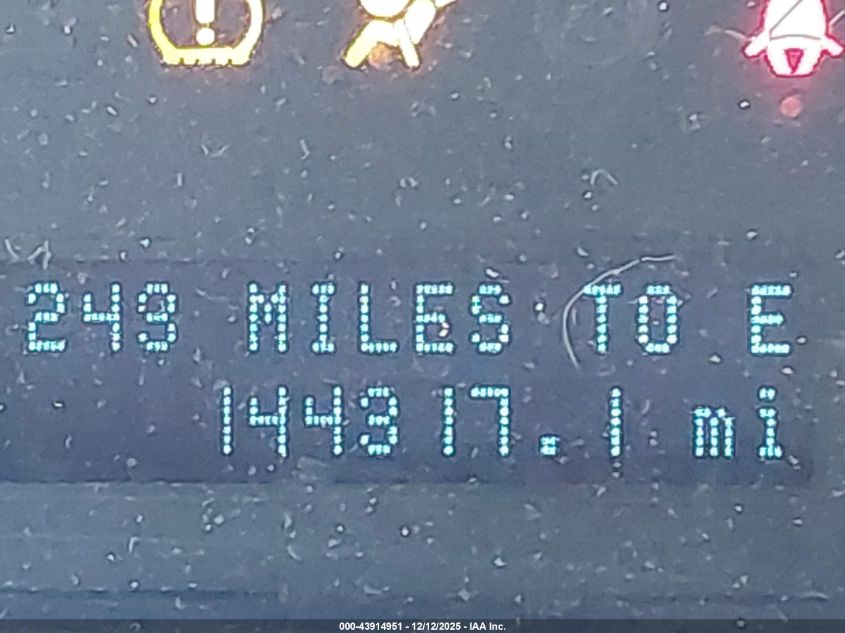 249 MILES TO E
144317.1 mi
000-43914951 - 12/12/2025 - IAA Inc.